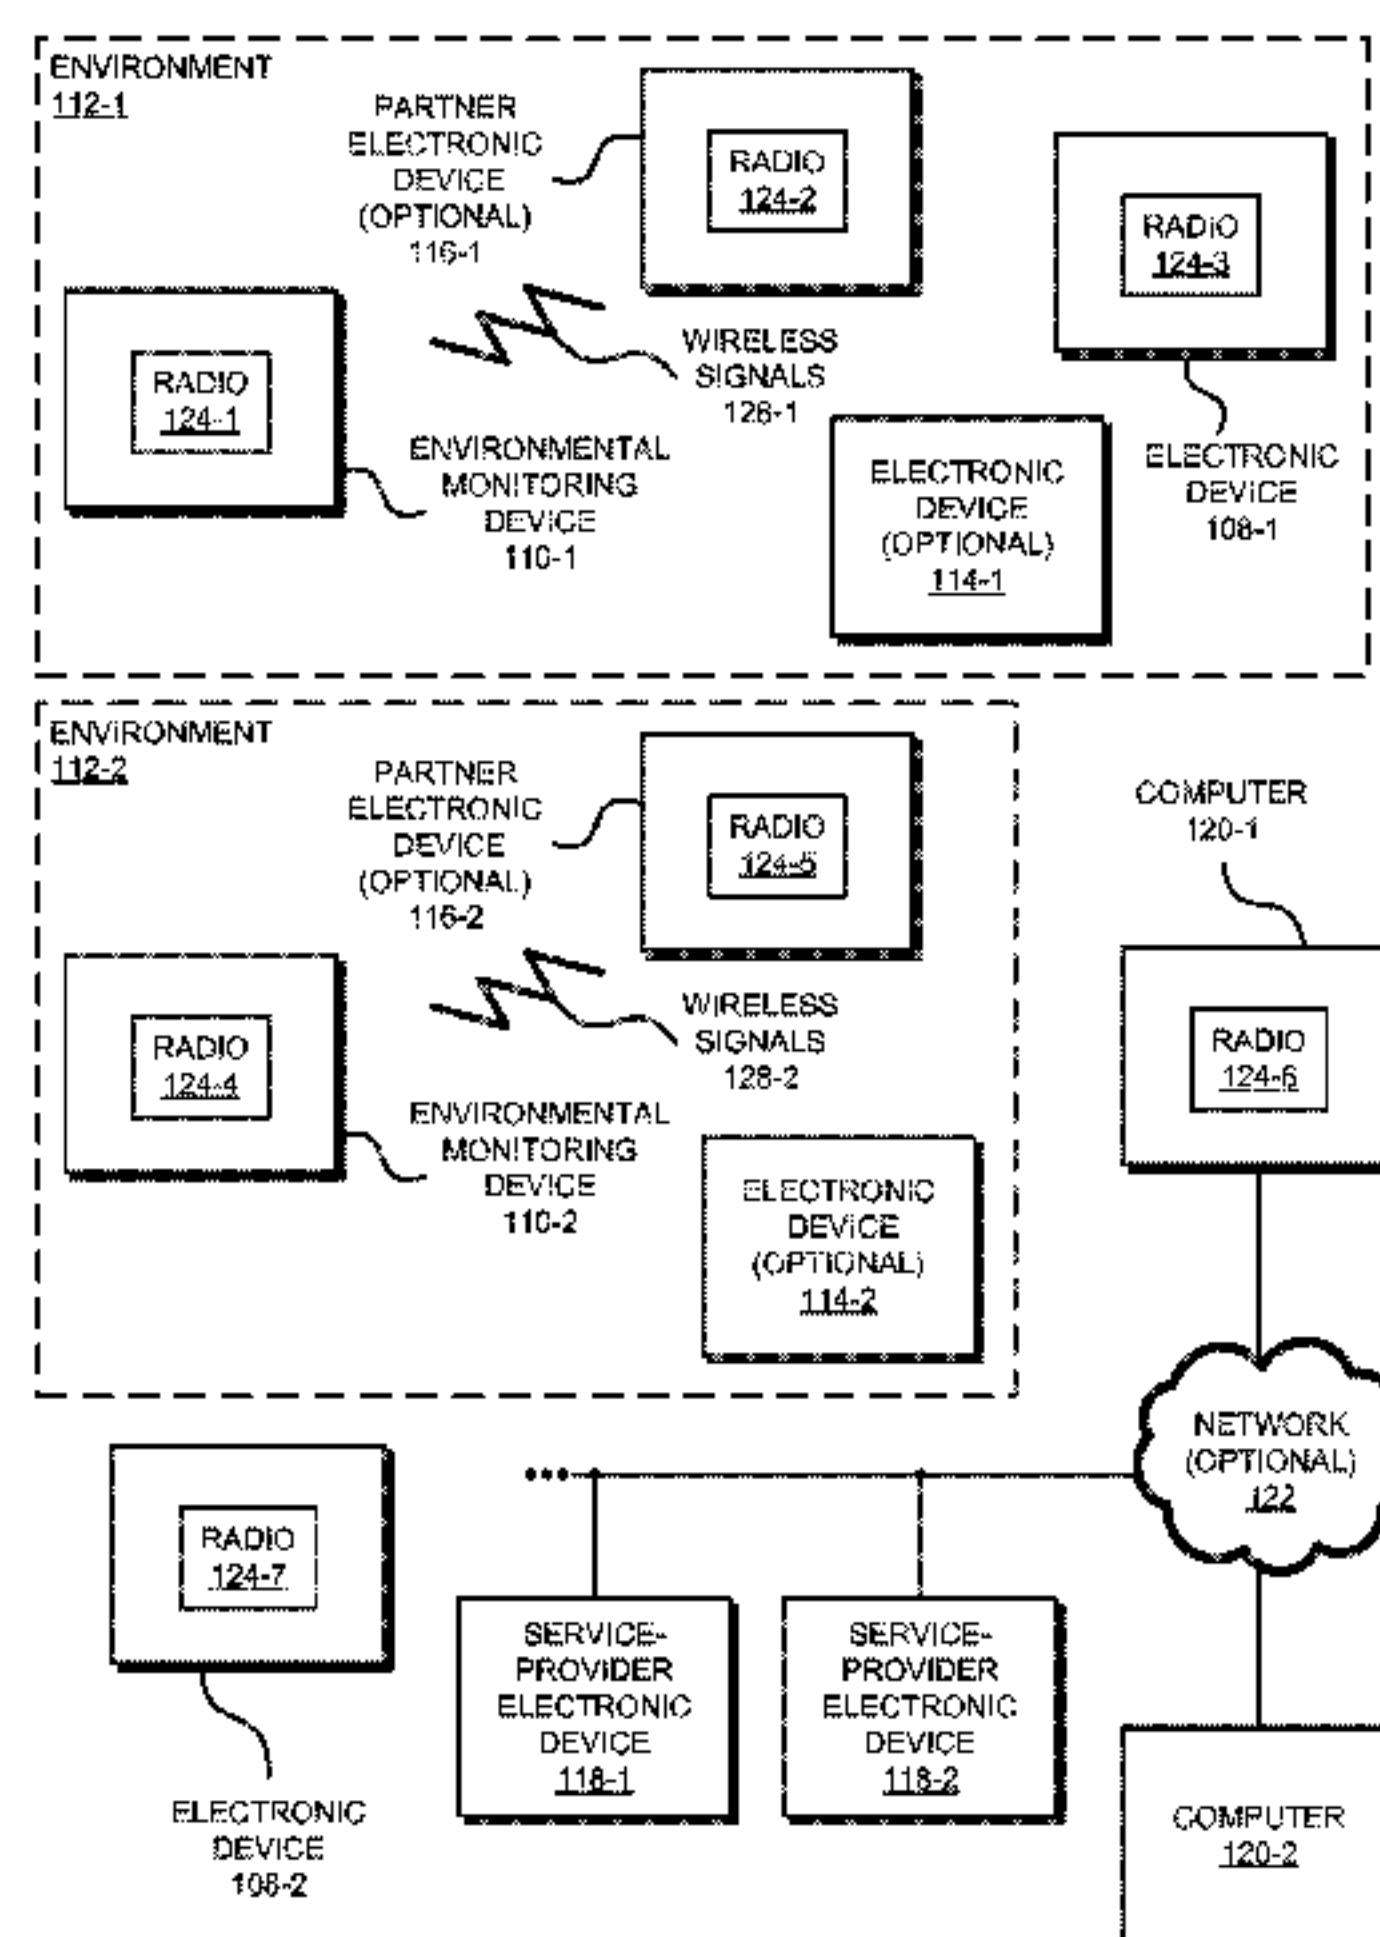 ENVIRONMENT
112-1
PARTNER
ELECTRONIC
DEVICE
(OPTIONAL)
116-1
RADIO
124-2
RADIO
124-3
WIRELESS
SIGNALS
128-1
RADIO
124-1
ENVIRONMENTAL
MONITORING
DEVICE
110-1
ELECTRONIC
DEVICE
(OPTIONAL)
114-1
ELECTRONIC
DEVICE
108-1
ENVIRONMENT
112-2
PARTNER
ELECTRONIC
DEVICE
(OPTIONAL)
116-2
RADIO
124-5
COMPUTER
120-1
WIRELESS
SIGNALS
128-2
RADIO
124-4
RADIO
124-6
ENVIRONMENTAL
MONITORING
DEVICE
110-2
ELECTRONIC
DEVICE
(OPTIONAL)
114-2
NETWORK
(OPTIONAL)
122
RADIO
124-7
SERVICE-
PROVIDER
ELECTRONIC
DEVICE
118-1
SERVICE-
PROVIDER
ELECTRONIC
DEVICE
118-2
ELECTRONIC
DEVICE
108-2
COMPUTER
120-2